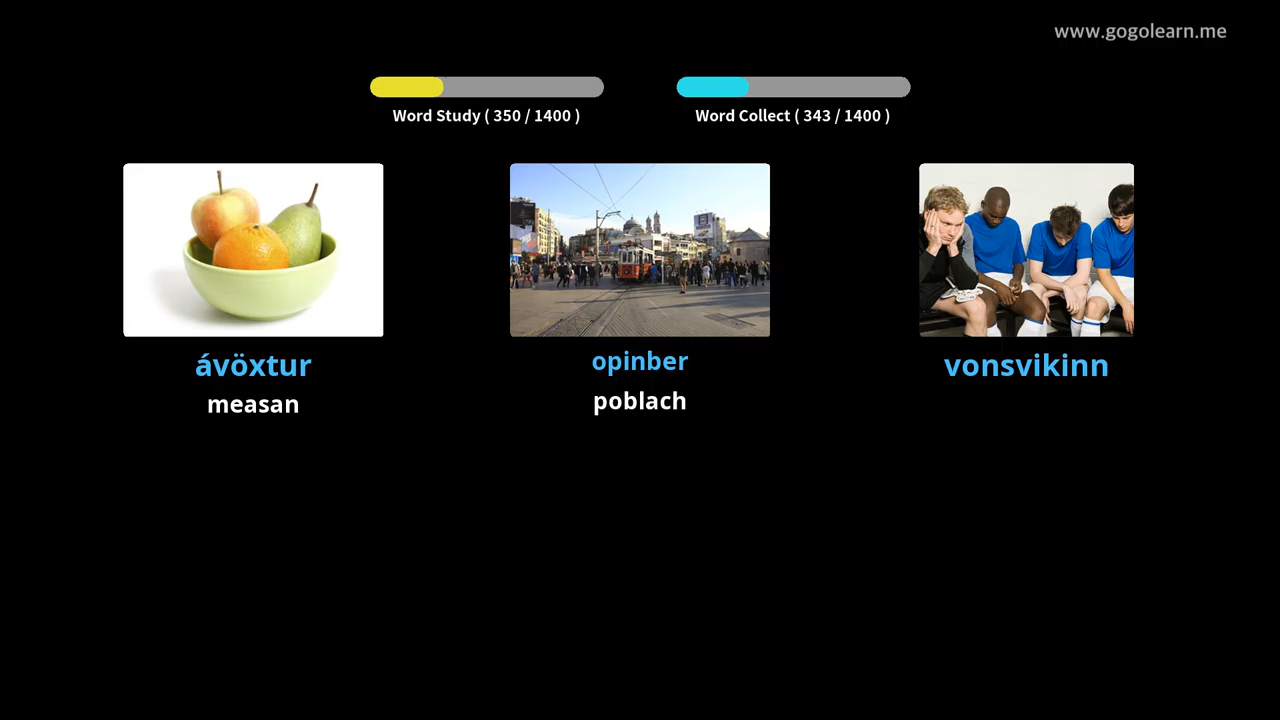 www.gogolearn.me
Word Study ( 350 / 1400 )
Word Collect ( 343 / 1400 )
ávöxtur
measan
opinber
poblach
vonsvikinn